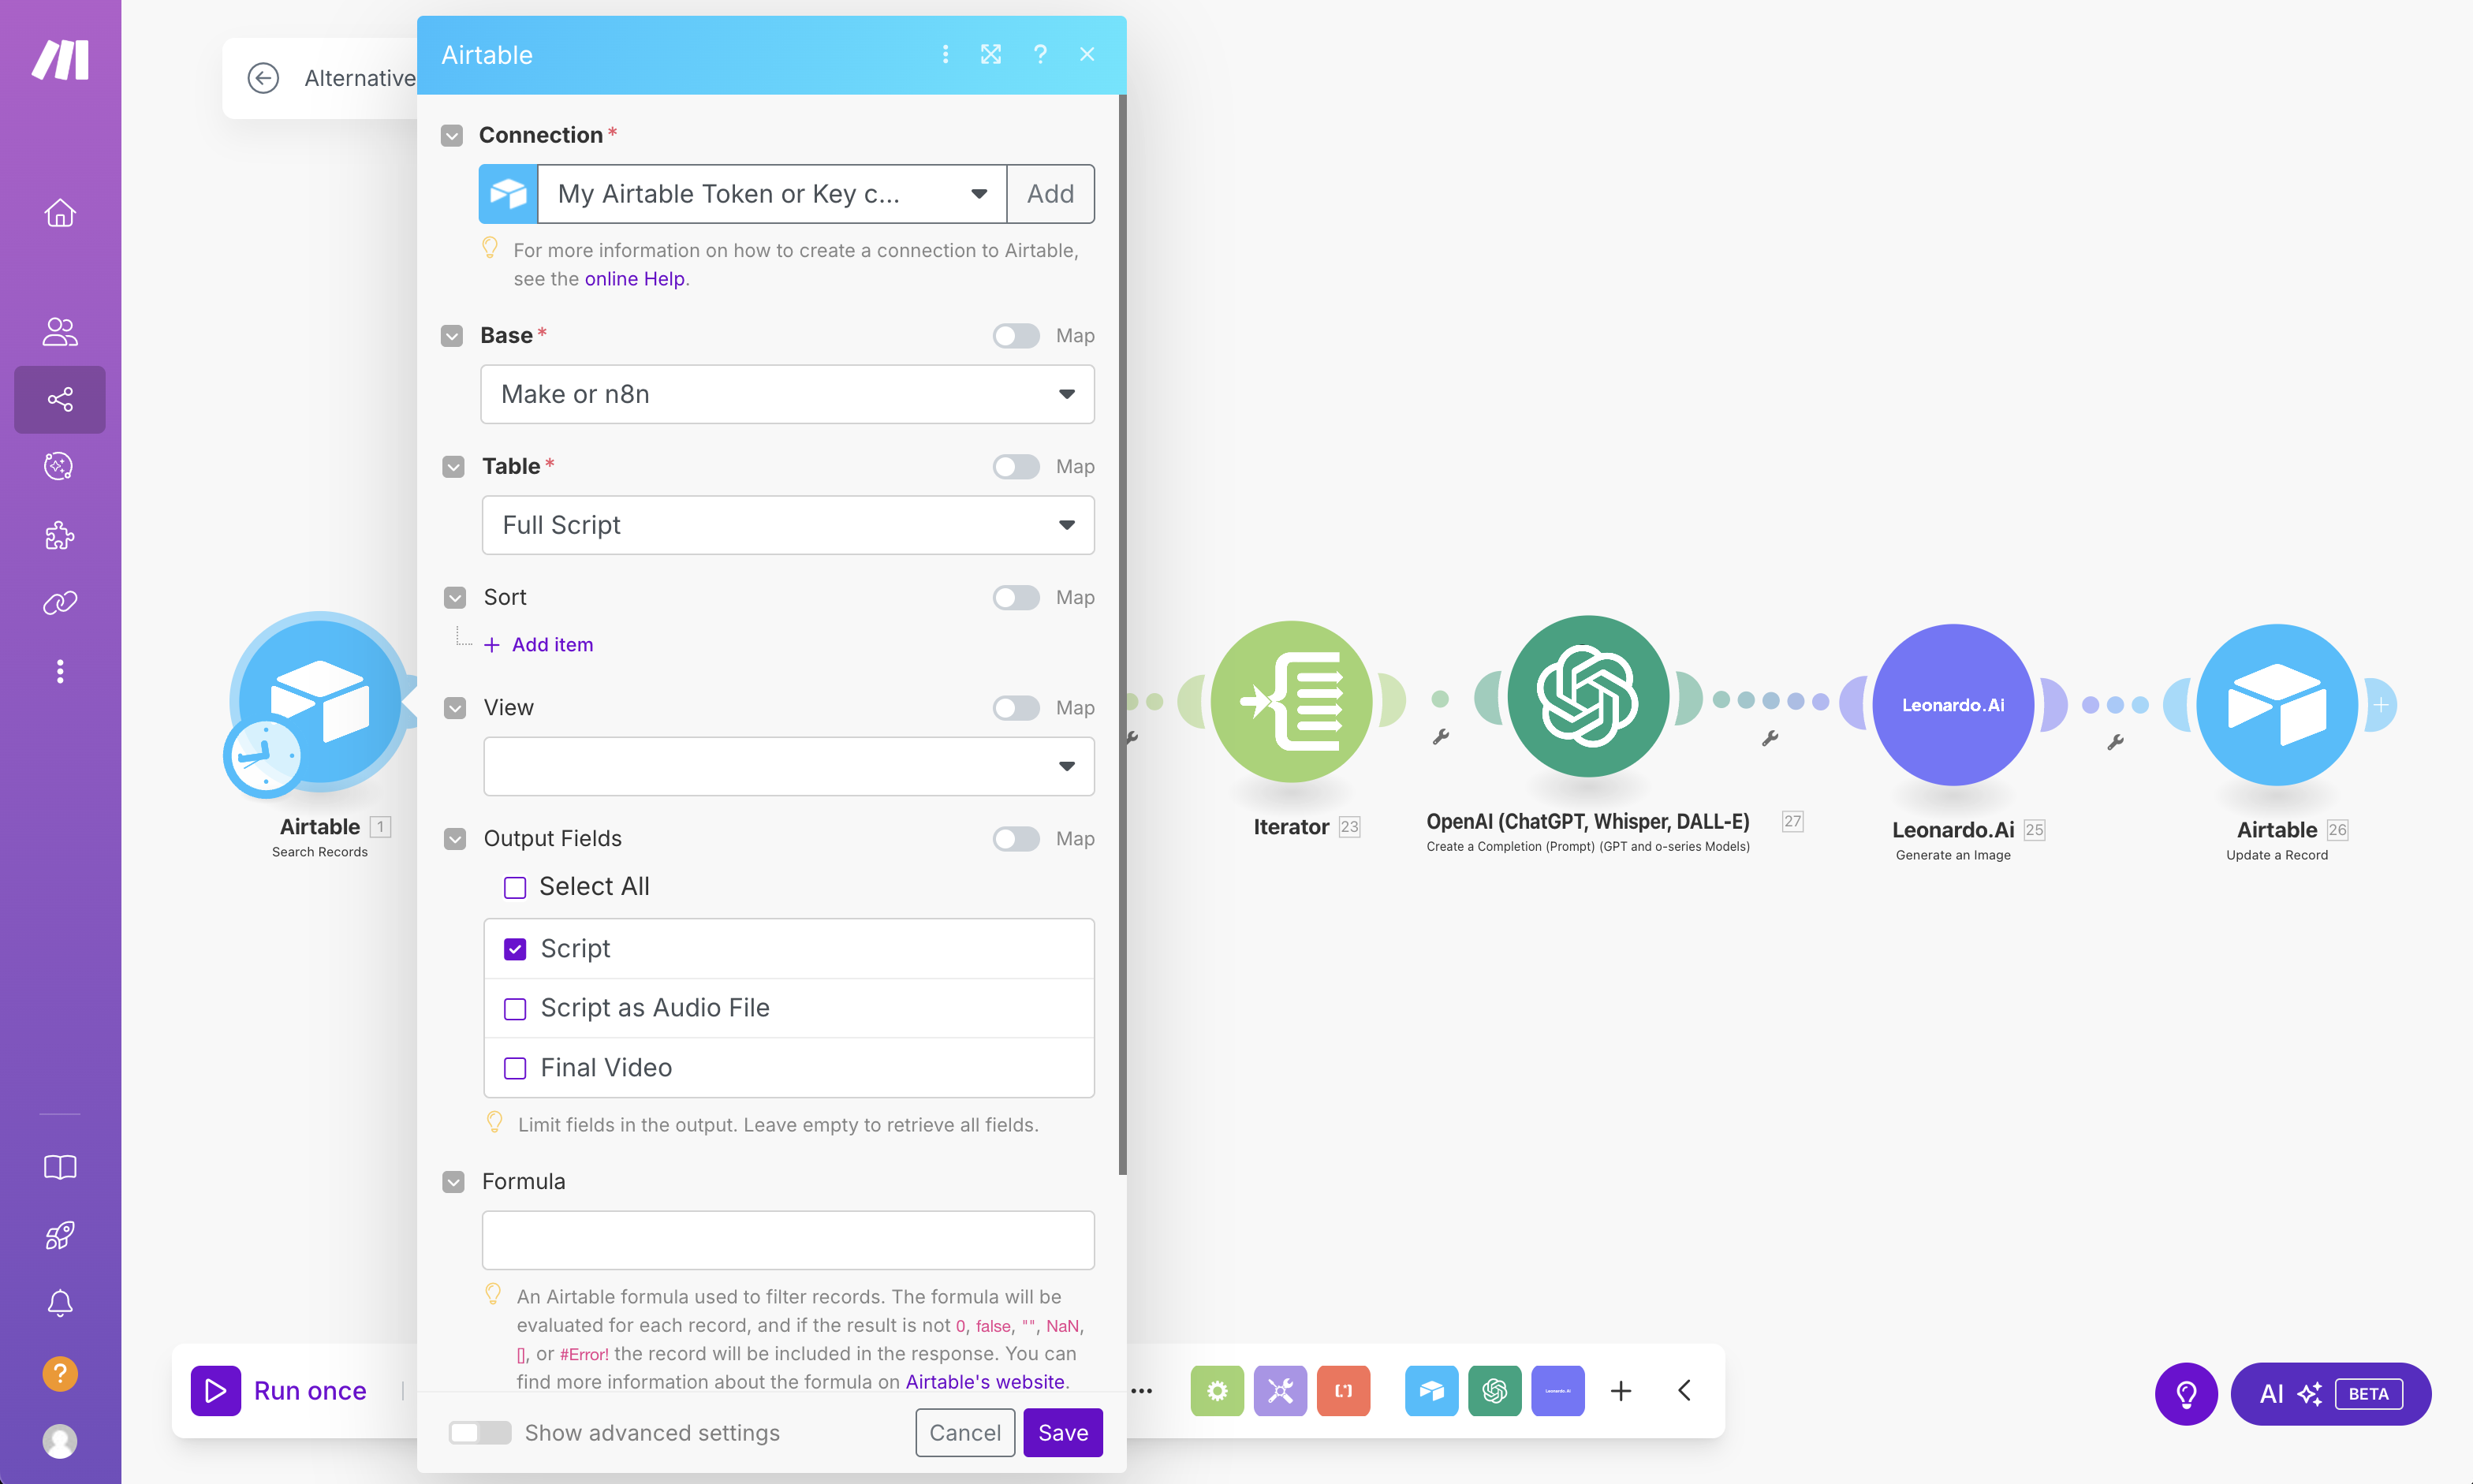 Alternative
Airtable
Connection *
My Airtable Token or Key c...
Add
For more information on how to create a connection to Airtable,
see the online Help.
Base *
Map
Make or n8n
Table *
Map
Full Script
Sort
Map
+ Add item
View
Map
Output Fields
Map
Select All
Script
Script as Audio File
Final Video
Limit fields in the output. Leave empty to retrieve all fields.
Formula
An Airtable formula used to filter records. The formula will be
evaluated for each record, and if the result is not 0, false, "", NaN,
[], or #Error! the record will be included in the response. You can
find more information about the formula on Airtable's website.
Show advanced settings
Cancel
Save
Airtable 1
Search Records
Iterator 23
OpenAI (ChatGPT, Whisper, DALL-E) 27
Create a Completion (Prompt) (GPT and o-series Models)
Leonardo.Ai
Leonardo.Ai 25
Generate an Image
Airtable 26
Update a Record
Run once
Leonardo.Ai
AI BETA